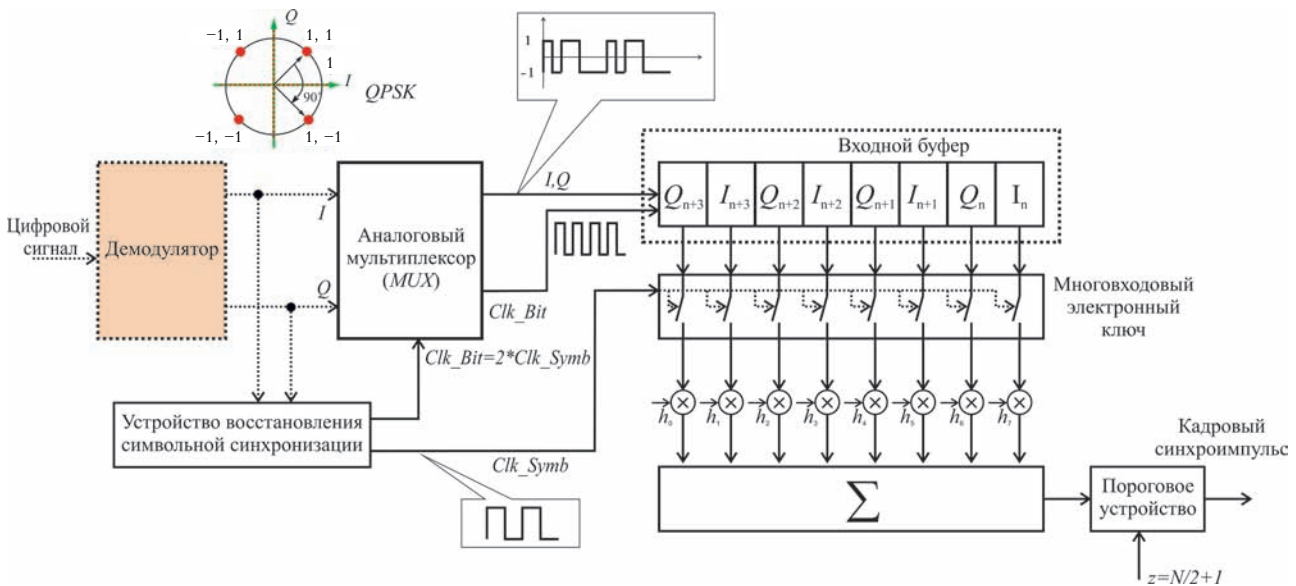 Q
−1, 1
1, 1
1
I
90°
QPSK
−1, −1
1, −1
1
-1
Входной буфер
Цифровой
сигнал
Демодулятор
I
Q
Аналоговый
мультиплексор
(MUX)
I,Q
Clk_Bit
Qn+3 In+3 Qn+2 In+2 Qn+1 In+1 Qn In
Многовходовый
электронный
ключ
Clk_Bit=2*Clk_Symb
Устройство восстановления
символьной синхронизации
Clk_Symb
h0 h1 h2 h3 h4 h5 h6 h7
Кадровый
синхроимпульс
Σ
Пороговое
устройство
z=N/2+1